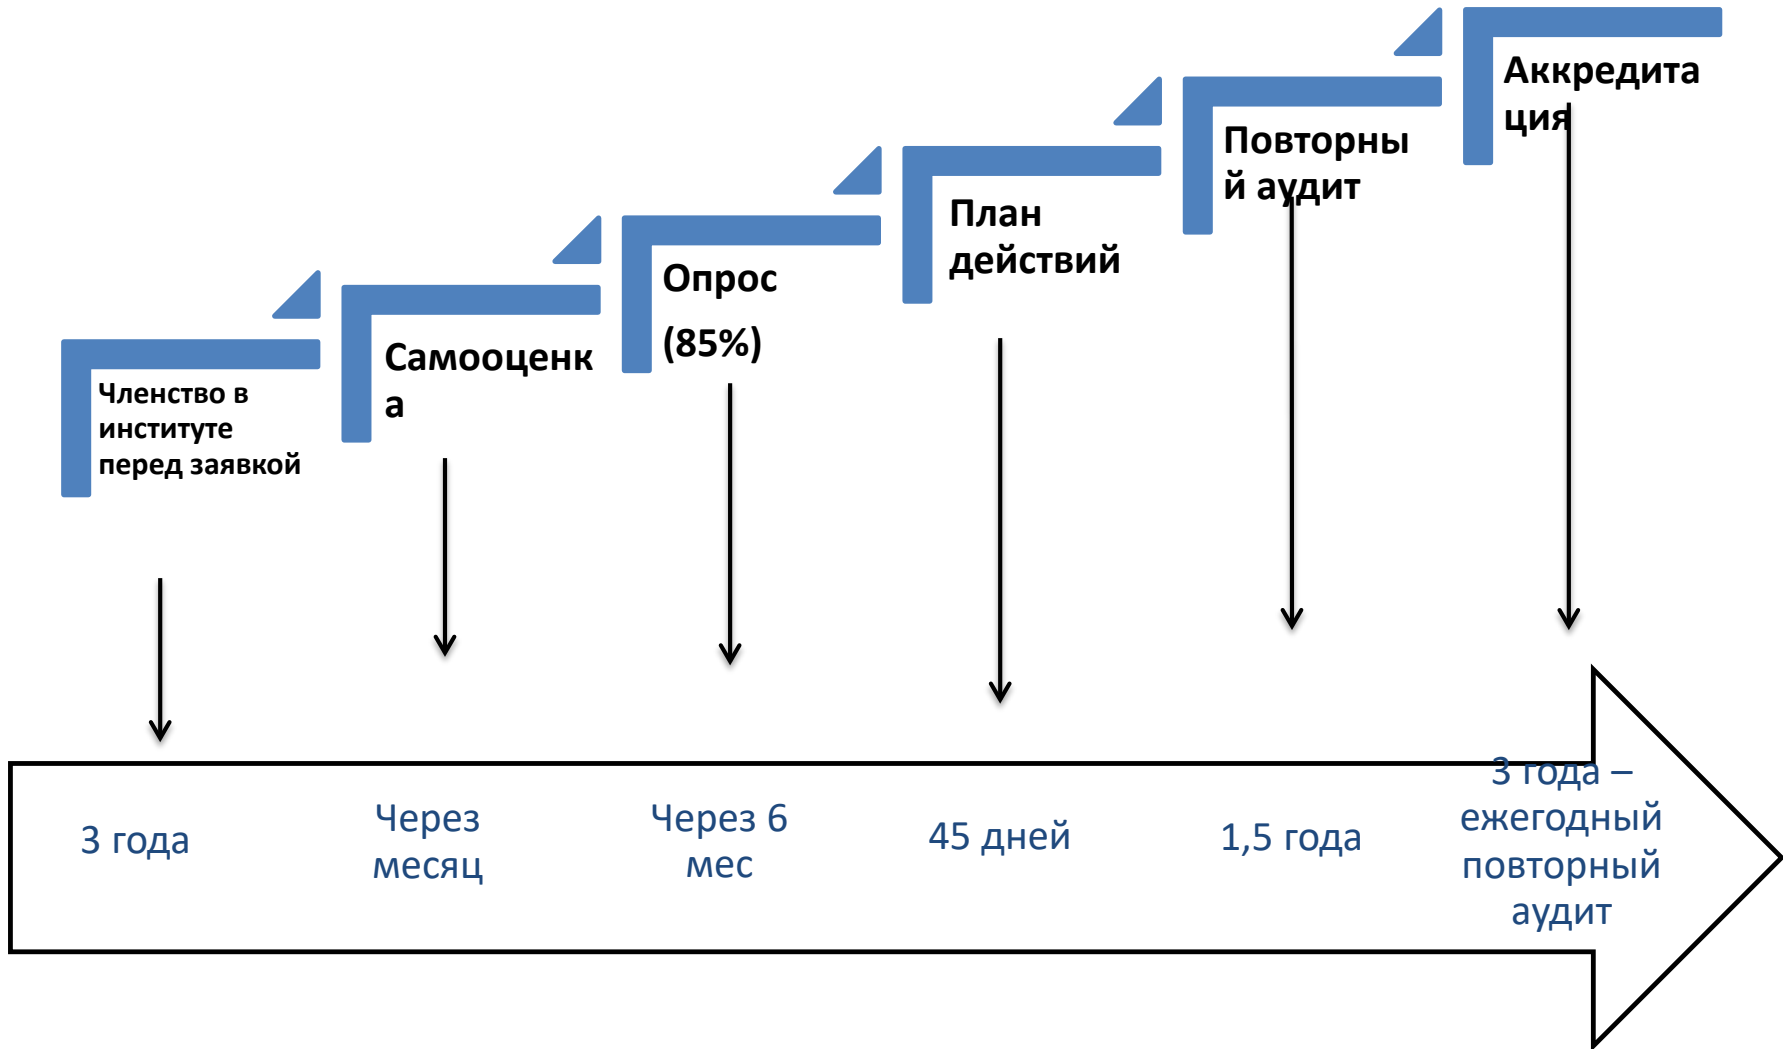 Членство в
институте
перед заявкой
Самооценк
а
Опрос
(85%)
План
действий
Повторны
й аудит
Аккредита
ция
3 года
Через
месяц
Через 6
мес
45 дней
1,5 года
3 года –
ежегодный
повторный
аудит